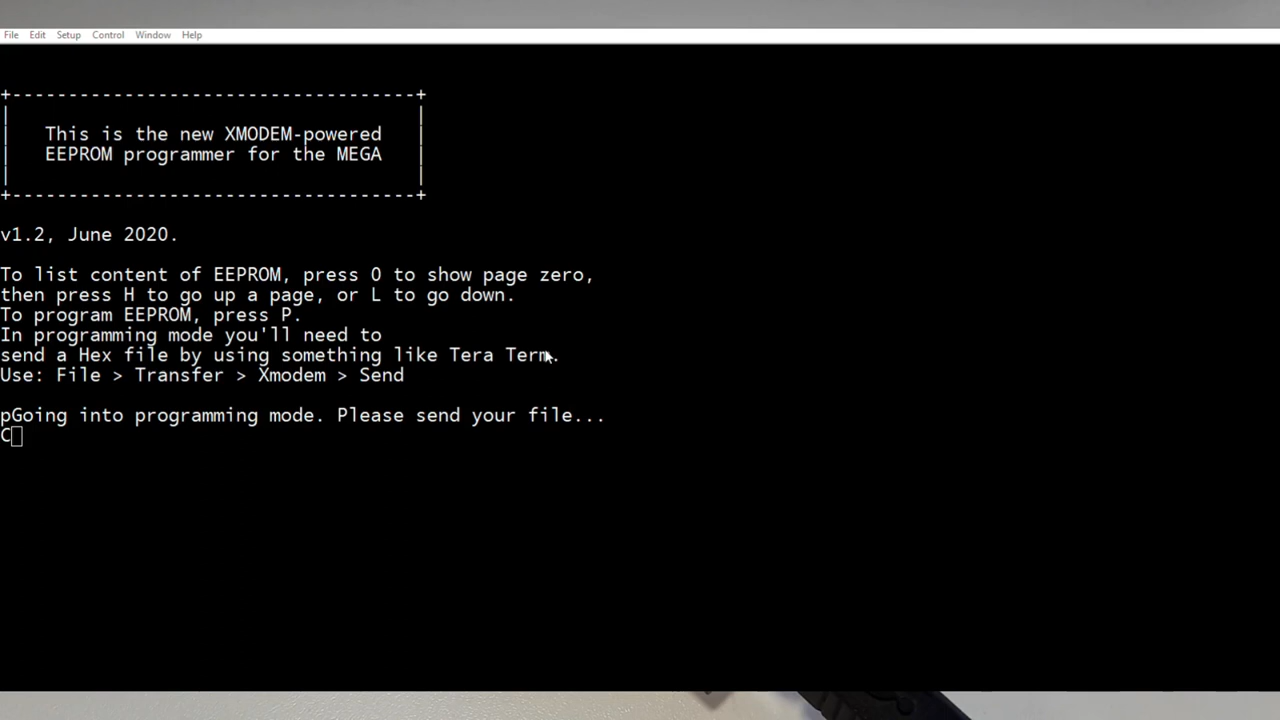 File Edit Setup Control Window Help
+------------------------------------+
| |
| This is the new XMODEM-powered |
| EEPROM programmer for the MEGA |
| |
+------------------------------------+
v1.2, June 2020.
To list content of EEPROM, press 0 to show page zero,
then press H to go up a page, or L to go down.
To program EEPROM, press P.
In programming mode you'll need to
send a Hex file by using something like Tera Term.
Use: File > Transfer > Xmodem > Send
pGoing into programming mode. Please send your file...
C